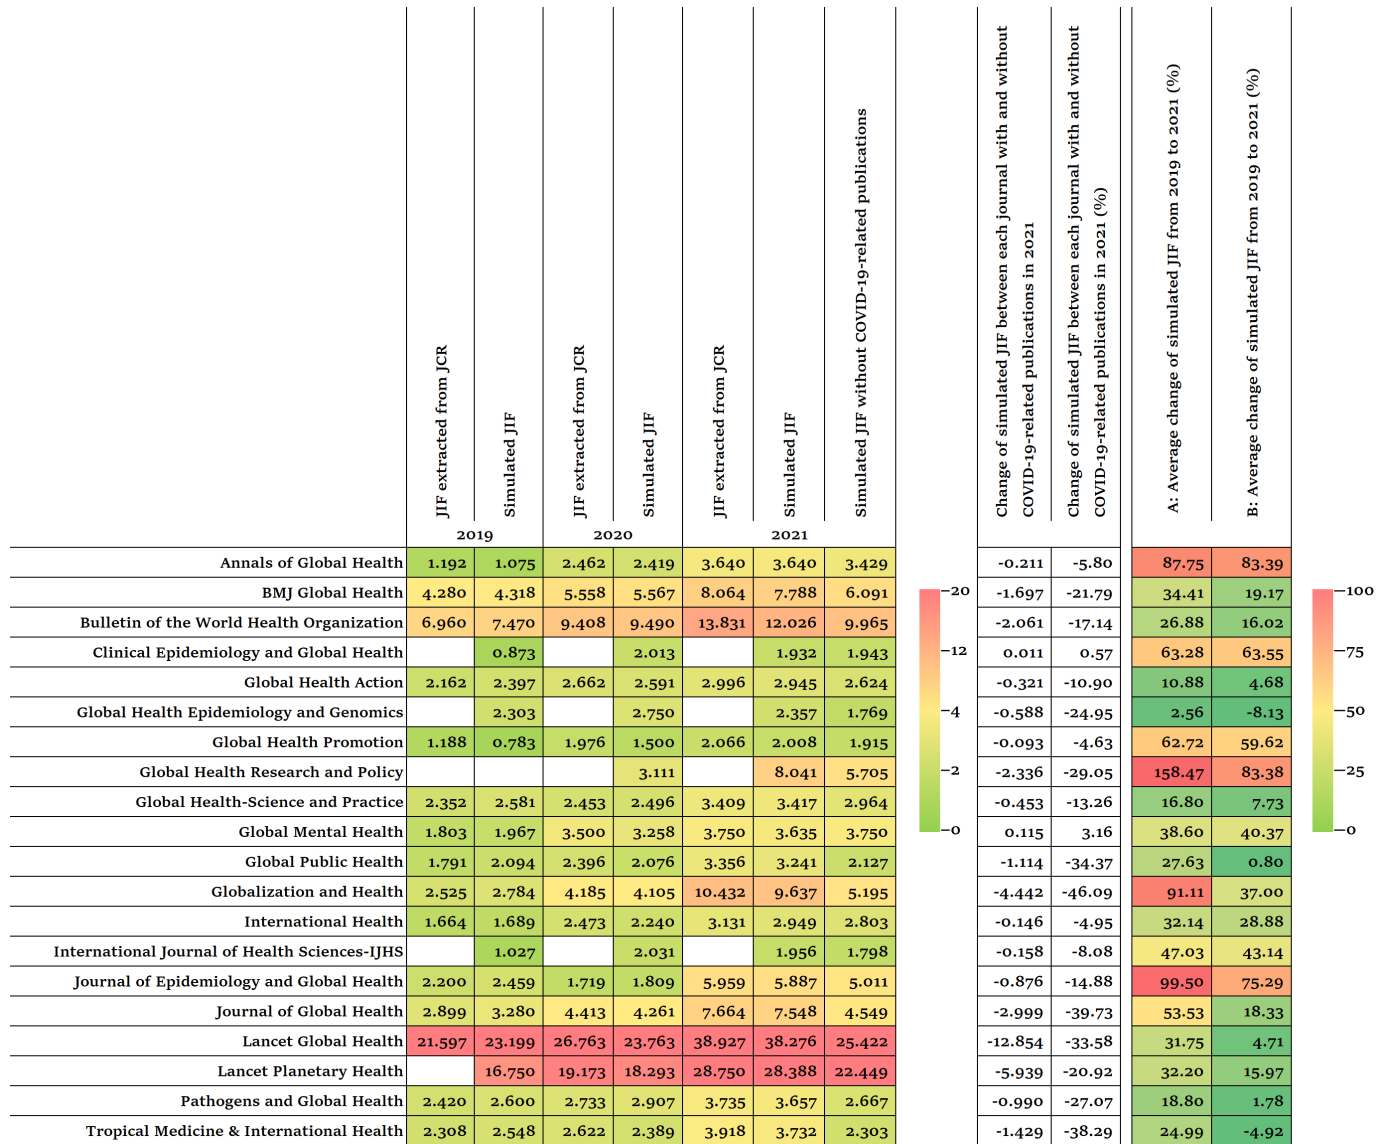 JIF extracted from JCR
Simulated JIF
JIF extracted from JCR
Simulated JIF
JIF extracted from JCR
Simulated JIF
Simulated JIF without COVID-19-related publications
Change of simulated JIF between each journal with and without
COVID-19-related publications in 2021
Change of simulated JIF between each journal with and without
COVID-19-related publications in 2021 (%)
A: Average change of simulated JIF from 2019 to 2021 (%)
B: Average change of simulated JIF from 2019 to 2021 (%)
2019 2020 2021
Annals of Global Health 1.192 1.075 2.462 2.419 3.640 3.640 3.429 -0.211 -5.80 87.75 83.39
BMJ Global Health 4.280 4.318 5.558 5.567 8.064 7.788 6.091 -1.697 -21.79 34.41 19.17
Bulletin of the World Health Organization 6.960 7.470 9.408 9.490 13.831 12.026 9.965 -2.061 -17.14 26.88 16.02
Clinical Epidemiology and Global Health 0.873 2.013 1.932 1.943 0.011 0.57 63.28 63.55
Global Health Action 2.162 2.397 2.662 2.591 2.996 2.945 2.624 -0.321 -10.90 10.88 4.68
Global Health Epidemiology and Genomics 2.303 2.750 2.357 1.769 -0.588 -24.95 2.56 -8.13
Global Health Promotion 1.188 0.783 1.976 1.500 2.066 2.008 1.915 -0.093 -4.63 62.72 59.62
Global Health Research and Policy 3.111 8.041 5.705 -2.336 -29.05 158.47 83.38
Global Health-Science and Practice 2.352 2.581 2.453 2.496 3.409 3.417 2.964 -0.453 -13.26 16.80 7.73
Global Mental Health 1.803 1.967 3.500 3.258 3.750 3.635 3.750 0.115 3.16 38.60 40.37
Global Public Health 1.791 2.094 2.396 2.076 3.356 3.241 2.127 -1.114 -34.37 27.63 0.80
Globalization and Health 2.525 2.784 4.185 4.105 10.432 9.637 5.195 -4.442 -46.09 91.11 37.00
International Health 1.664 1.689 2.473 2.240 3.131 2.949 2.803 -0.146 -4.95 32.14 28.88
International Journal of Health Sciences-IJHS 1.027 2.031 1.956 1.798 -0.158 -8.08 47.03 43.14
Journal of Epidemiology and Global Health 2.200 2.459 1.719 1.809 5.959 5.887 5.011 -0.876 -14.88 99.50 75.29
Journal of Global Health 2.899 3.280 4.413 4.261 7.664 7.548 4.549 -2.999 -39.73 53.53 18.33
Lancet Global Health 21.597 23.199 26.763 23.763 38.927 38.276 25.422 -12.854 -33.58 31.75 4.71
Lancet Planetary Health 16.750 19.173 18.293 28.750 28.388 22.449 -5.939 -20.92 32.20 15.97
Pathogens and Global Health 2.420 2.600 2.733 2.907 3.735 3.657 2.667 -0.990 -27.07 18.80 1.78
Tropical Medicine & International Health 2.308 2.548 2.622 2.389 3.918 3.732 2.303 -1.429 -38.29 24.99 -4.92
20
12
4
2
0
100
75
50
25
0